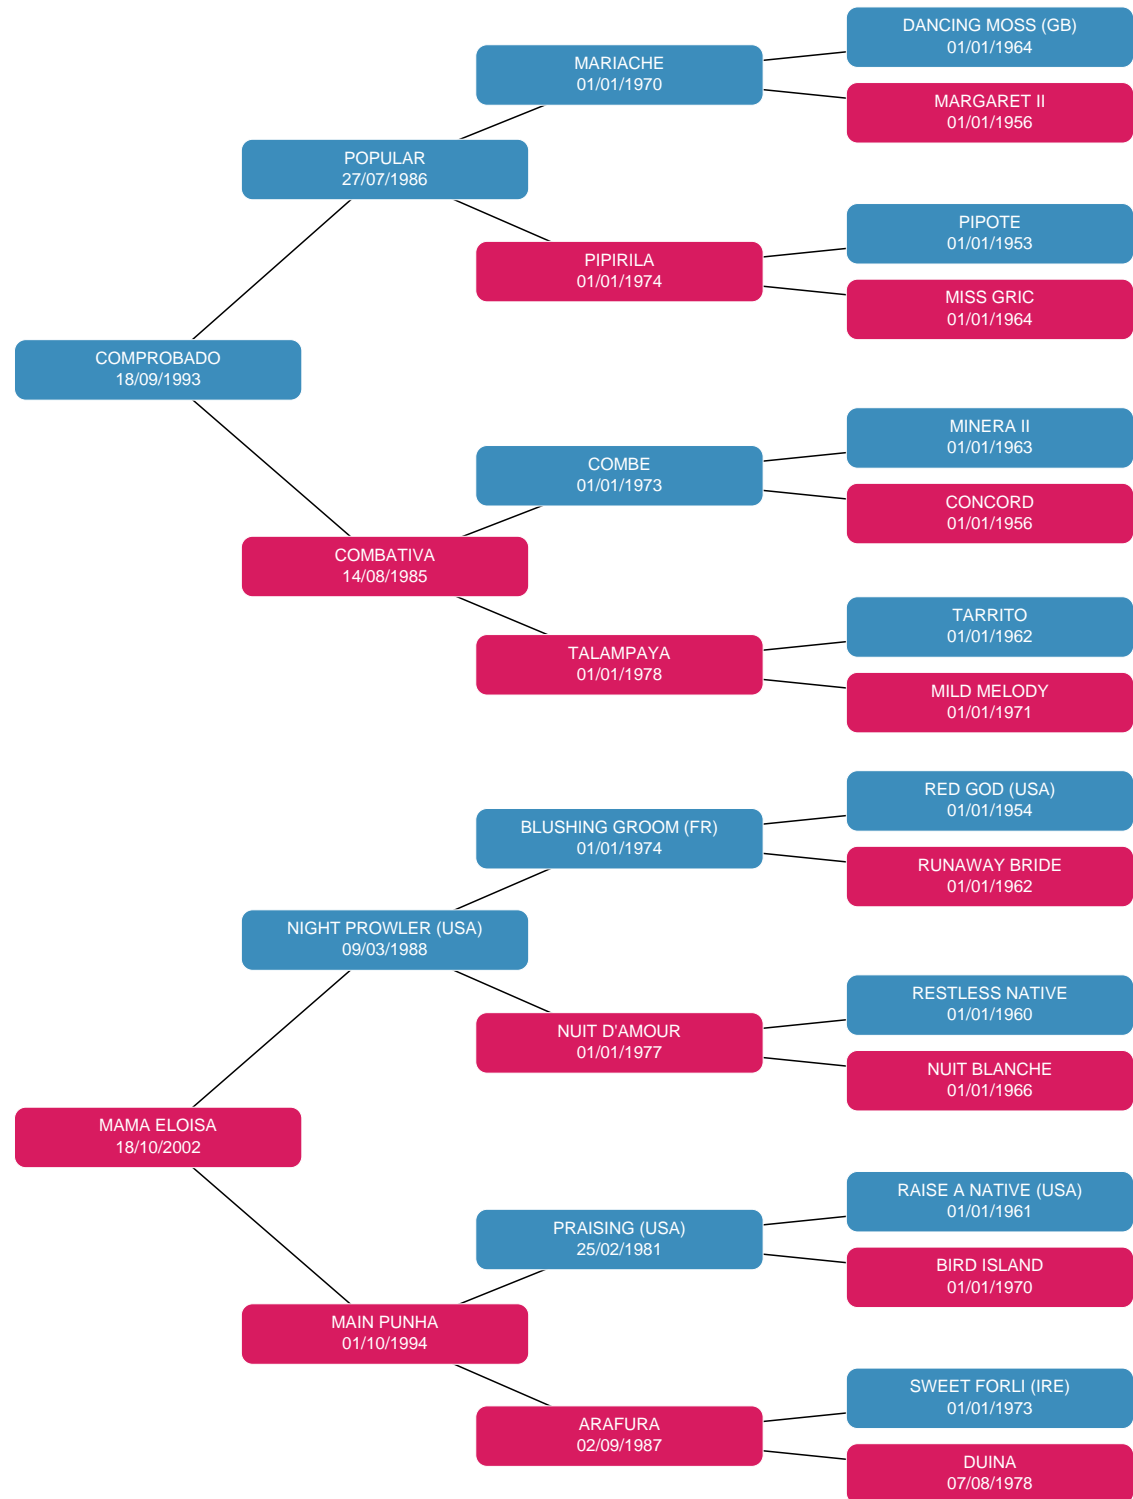 DANCING MOSS (GB)
01/01/1964
MARIACHE
01/01/1970
MARGARET II
01/01/1956
POPULAR
27/07/1986
PIPOTE
01/01/1953
PIPIRILA
01/01/1974
MISS GRIC
01/01/1964
COMPROBADO
18/09/1993
MINERA II
01/01/1963
COMBE
01/01/1973
CONCORD
01/01/1956
COMBATIVA
14/08/1985
TARRITO
01/01/1962
TALAMPAYA
01/01/1978
MILD MELODY
01/01/1971
RED GOD (USA)
01/01/1954
BLUSHING GROOM (FR)
01/01/1974
RUNAWAY BRIDE
01/01/1962
NIGHT PROWLER (USA)
09/03/1988
RESTLESS NATIVE
01/01/1960
NUIT D'AMOUR
01/01/1977
NUIT BLANCHE
01/01/1966
MAMA ELOISA
18/10/2002
RAISE A NATIVE (USA)
01/01/1961
PRAISING (USA)
25/02/1981
BIRD ISLAND
01/01/1970
MAIN PUNHA
01/10/1994
SWEET FORLI (IRE)
01/01/1973
ARAFURA
02/09/1987
DUINA
07/08/1978